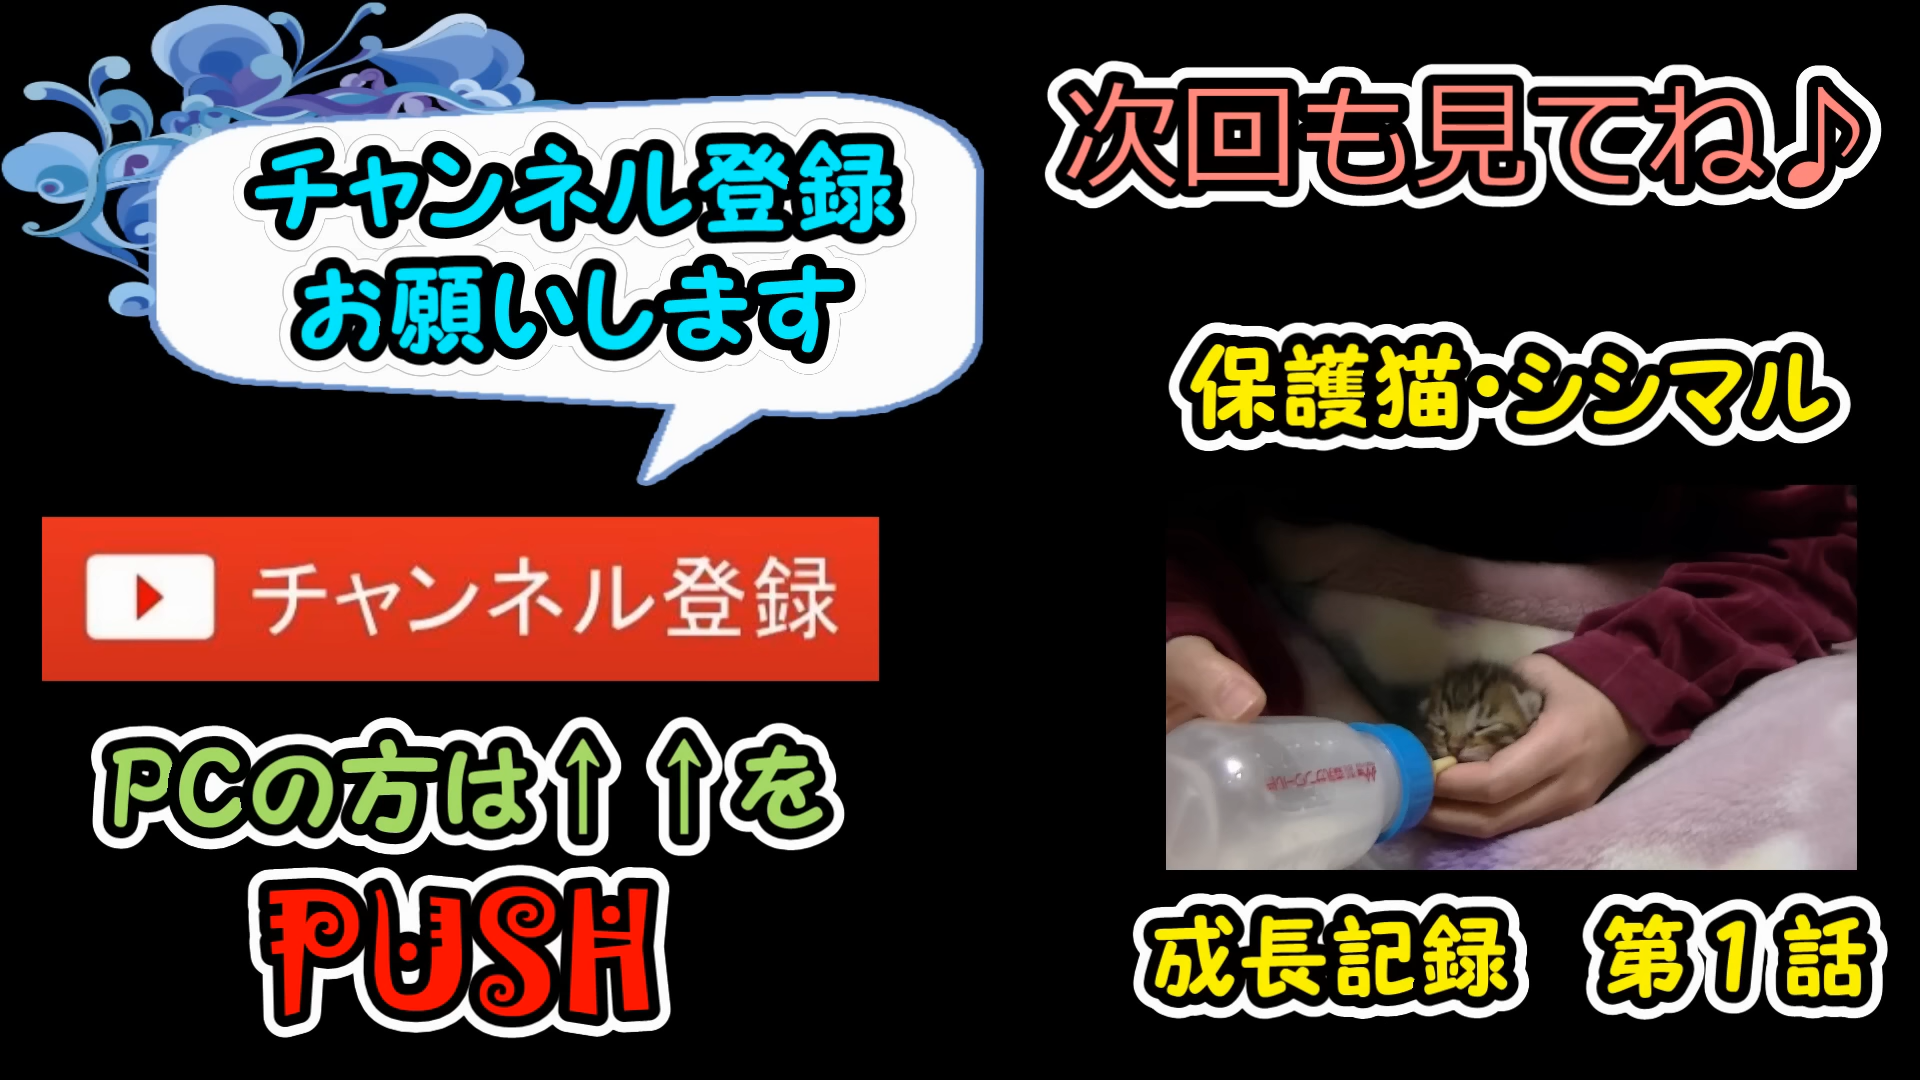 チャンネル登録
お願いします
チャンネル登録
PCの方は↑↑を
PUSH
次回も見てね♪
保護猫・シシマル
成長記録 第1話